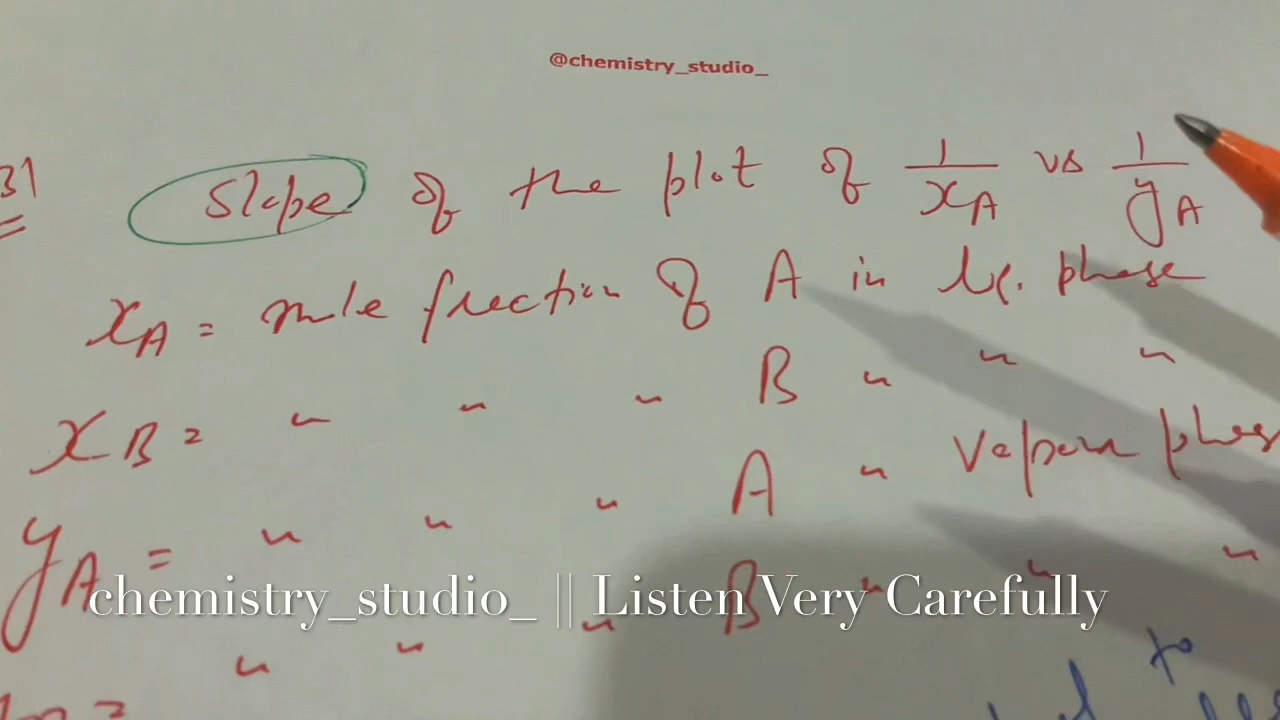 @chemistry_studio_
31 Slope of the plot of 1/xA vs 1/yA
xA = mole fraction of A in liq. phase
xB = " " " B " " "
yA = " " " A " Vapour phase
" " " B " " "
chemistry_studio_ || Listen Very Carefully
to